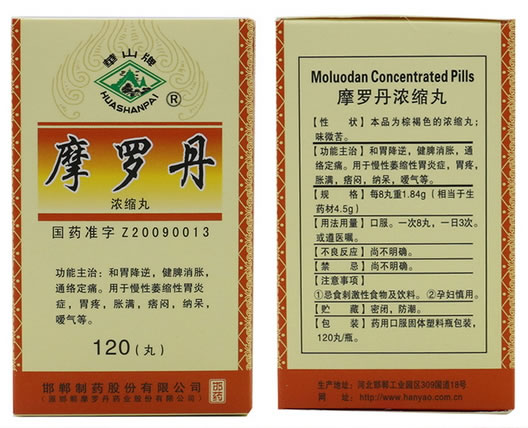 華山牌
HUASHANPAI
®
摩罗丹
浓缩丸
国药准字 Z20090013
功能主治：和胃降逆，健脾消胀，
通络定痛。用于慢性萎缩性胃炎
症，胃疼，胀满，痞闷，纳呆，
嗳气等。
120(丸)
邯郸制药股份有限公司
(原邯郸摩罗丹药业股份有限公司)
邯药
Moluodan Concentrated Pills
摩罗丹浓缩丸
【性 状】本品为棕褐色的浓缩丸；
味微苦。
【功能主治】和胃降逆，健脾消胀，通
络定痛。用于慢性萎缩性胃炎症，胃疼，
胀满，痞闷，纳呆，嗳气等。
【规 格】每8丸重1.84g(相当于生
药材4.5g)
【用法用量】口服。一次8丸，一日3次。
或遵医嘱。
【不良反应】尚不明确。
【禁 忌】尚不明确。
【注意事项】
①忌食刺激性食物及饮料。②孕妇慎用。
【贮 藏】密闭，防潮。
【包 装】药用口服固体塑料瓶包装，
120丸/瓶。
生产地址：河北邯郸工业园区309国道18号
网 址：http://www.hanyao.com.cn